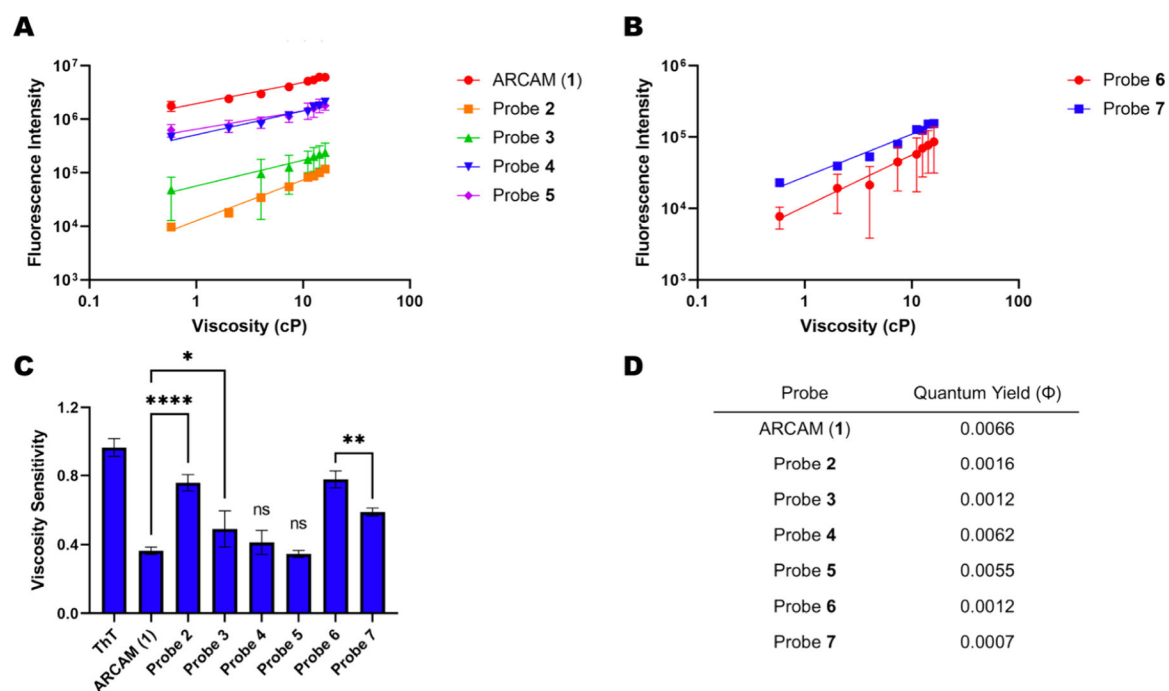 A
Fluorescence Intensity
10⁷
10⁶
10⁵
10⁴
10³
0.1 1 10 100
Viscosity (cP)
ARCAM (1)
Probe 2
Probe 3
Probe 4
Probe 5
B
Fluorescence Intensity
10⁶
10⁵
10⁴
10³
0.1 1 10 100
Viscosity (cP)
Probe 6
Probe 7
C
Viscosity Sensitivity
1.2
0.8
0.4
0.0
*
****
ns
ns
**
ThT
ARCAM (1)
Probe 2
Probe 3
Probe 4
Probe 5
Probe 6
Probe 7
D
Probe Quantum Yield (Φ)
ARCAM (1) 0.0066
Probe 2 0.0016
Probe 3 0.0012
Probe 4 0.0062
Probe 5 0.0055
Probe 6 0.0012
Probe 7 0.0007